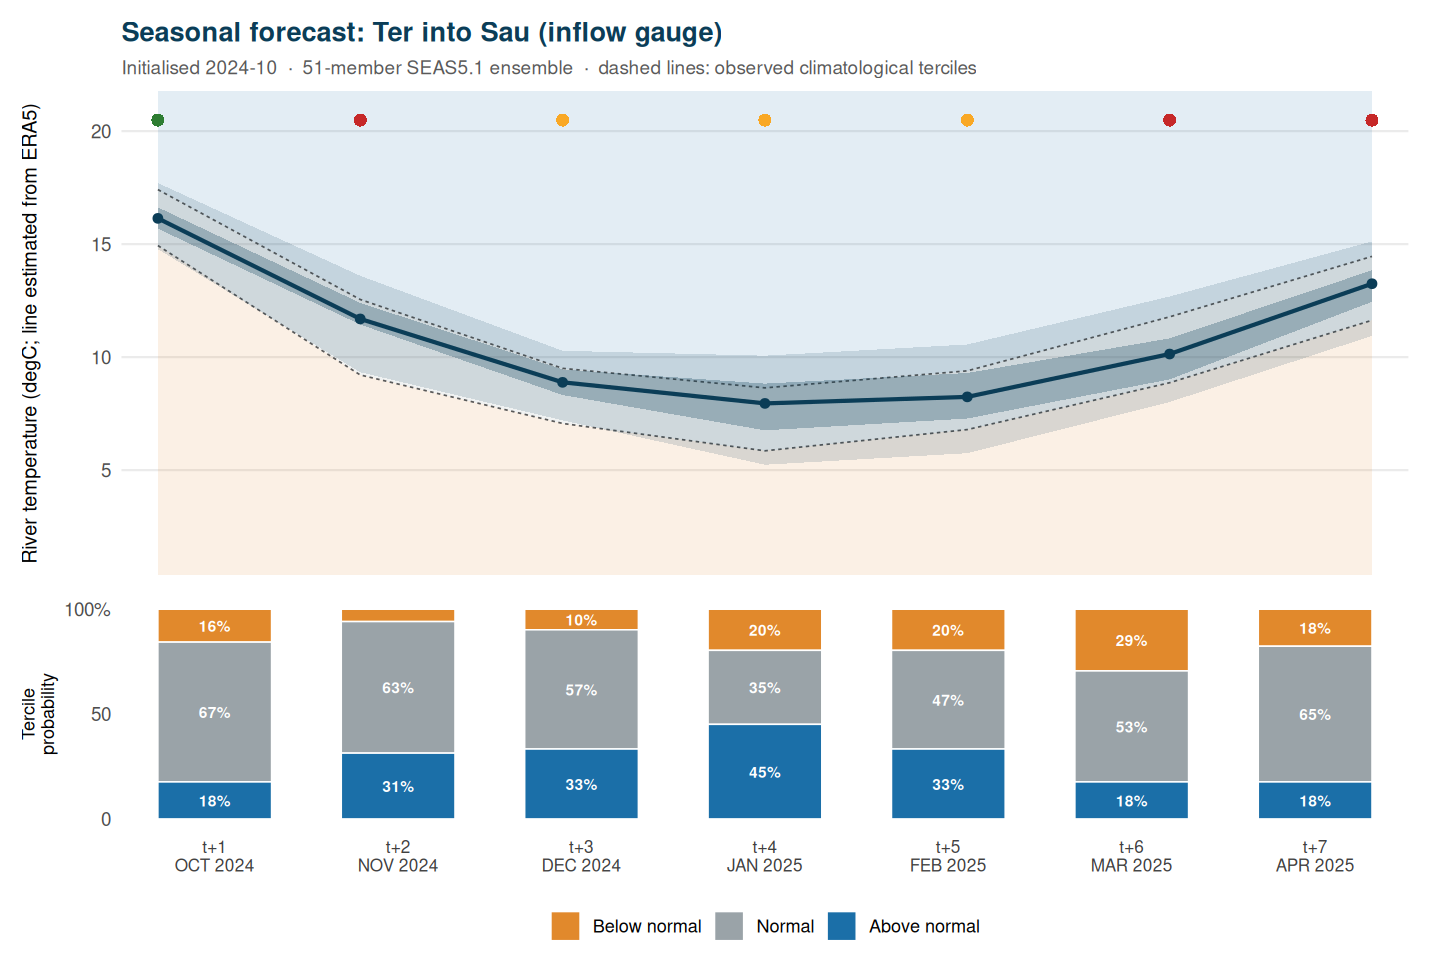 Seasonal forecast: Ter into Sau (inflow gauge)
Initialised 2024-10 · 51-member SEAS5.1 ensemble · dashed lines: observed climatological terciles
River temperature (degC; line estimated from ERA5)
20
15
10
5
Tercile
probability
100%
50
0
16% 10% 20% 20% 29% 18%
67% 63% 57% 35% 47% 53% 65%
18% 31% 33% 45% 33% 18% 18%
t+1 t+2 t+3 t+4 t+5 t+6 t+7
OCT 2024 NOV 2024 DEC 2024 JAN 2025 FEB 2025 MAR 2025 APR 2025
Below normal Normal Above normal